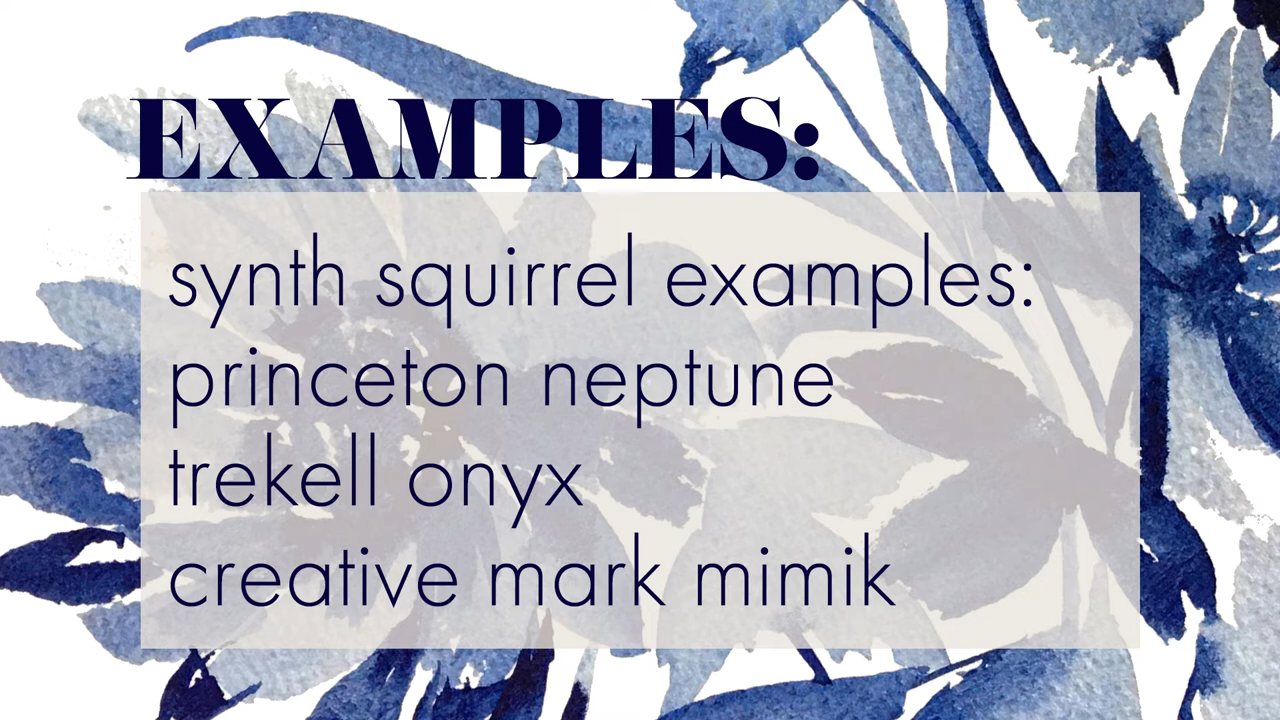 EXAMPLES:
synth squirrel examples:
princeton neptune
trekell onyx
creative mark mimik